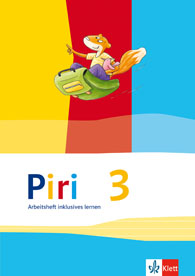 Piri 3
Arbeitsheft inklusives lernen
Klett